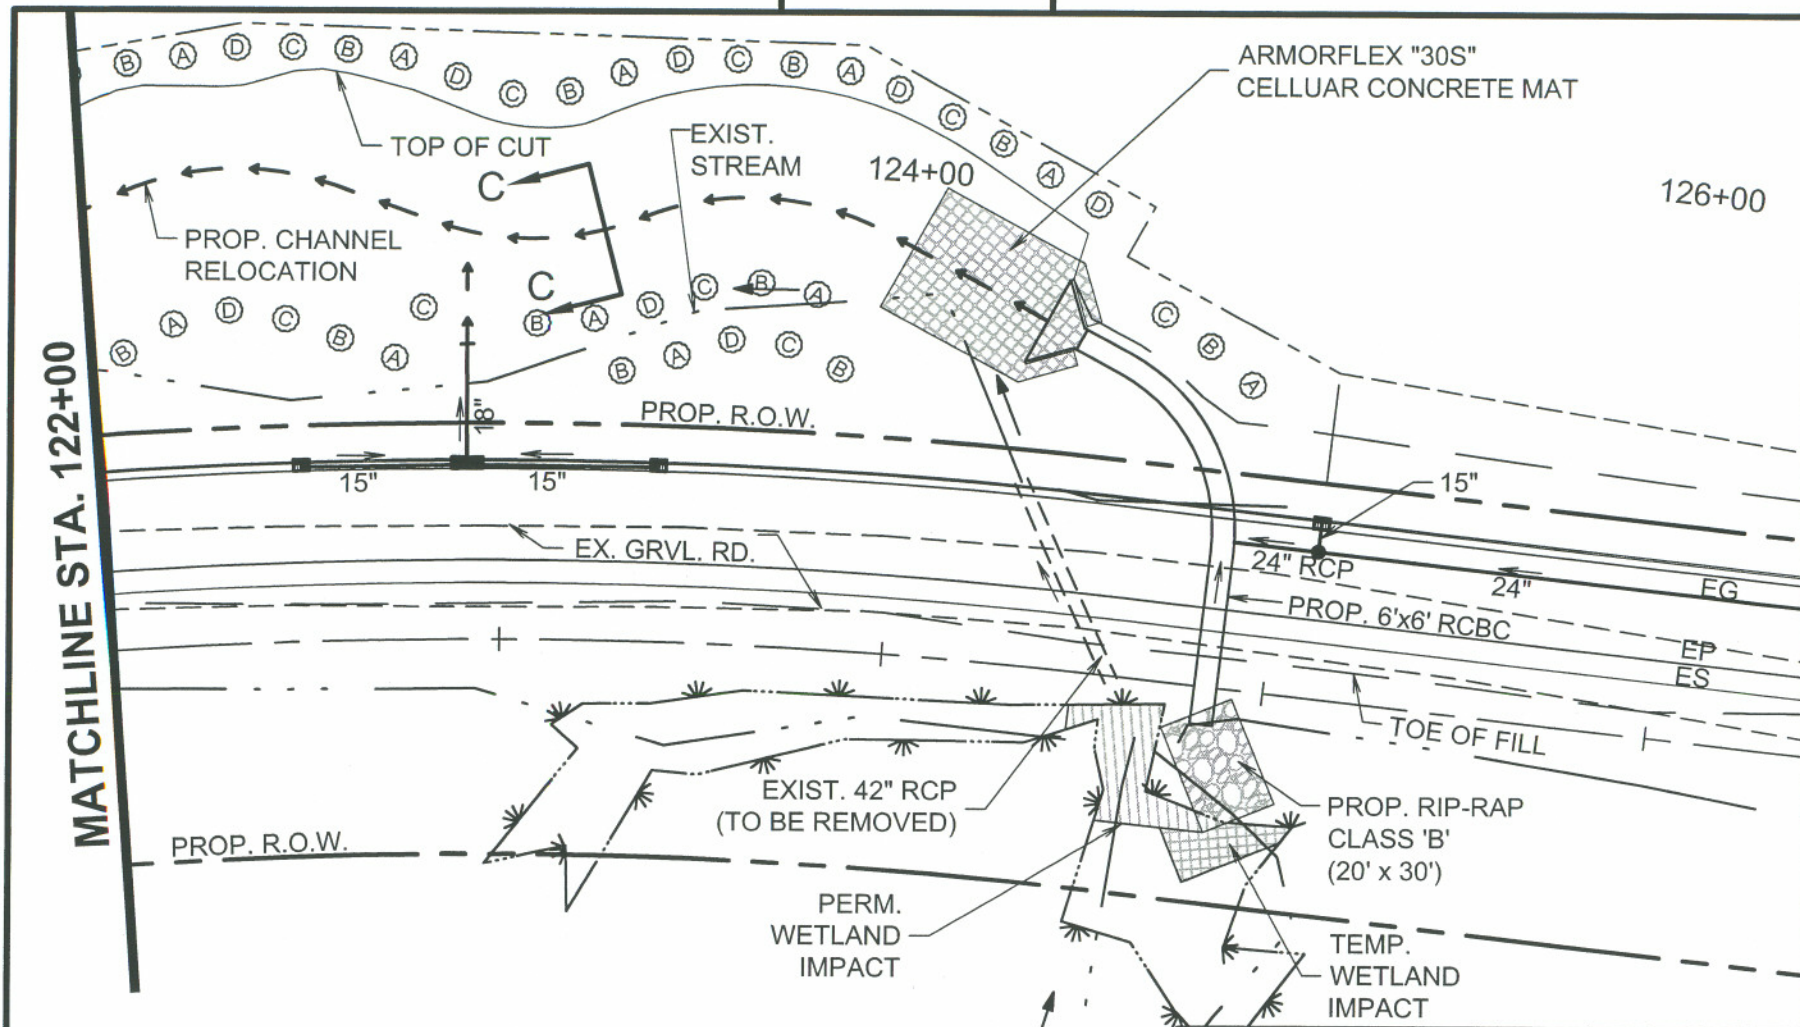 B A D C B A D C B A D C B A D C B A D
ARMORFLEX "30S"
CELLUAR CONCRETE MAT
TOP OF CUT
EXIST.
STREAM
124+00
126+00
C
C
PROP. CHANNEL
RELOCATION
B A D C B A C B A D C B A
B A D C B
C B A
MATCHLINE STA. 122+00
18"
PROP. R.O.W.
15"
15"
15"
EX. GRVL. RD.
24" RCP
24"
EG
PROP. 6'x6' RCBC
EP
ES
TOE OF FILL
EXIST. 42" RCP
(TO BE REMOVED)
PROP. RIP-RAP
CLASS 'B'
(20' x 30')
PROP. R.O.W.
PERM.
WETLAND
IMPACT
TEMP.
WETLAND
IMPACT